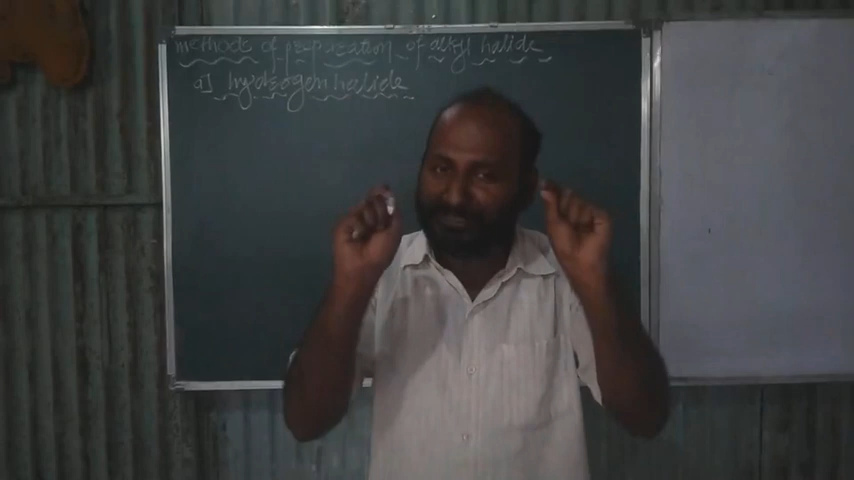 methods of preparation of alkyl halide
a] hydrogen halide